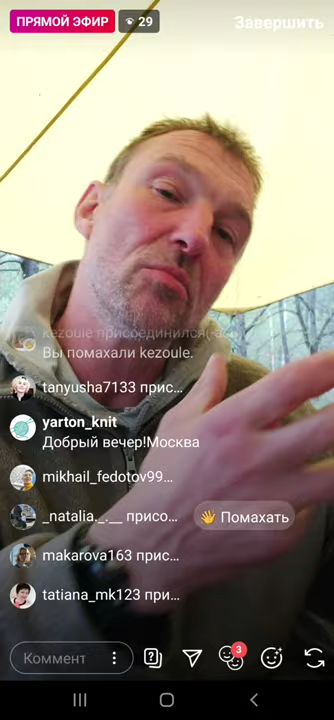 ПРЯМОЙ ЭФИР 29
Завершить
kezoule присоединился(-ась)
Вы помахали kezoule.
tanyusha7133 прис...
yarton_knit
Добрый вечер!Москва
mikhail_fedotov99...
_natalia._.__ присо... Помахать
makarova163 прис...
tatiana_mk123 при...
Коммент
3